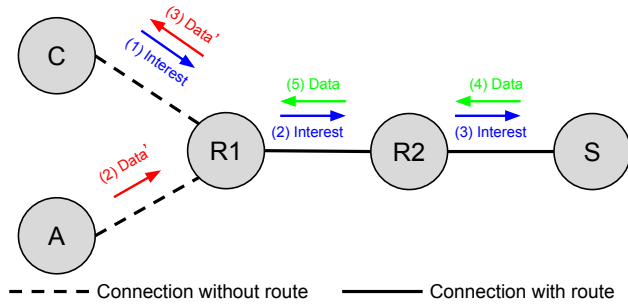 C
(3) Data'
(1) Interest
(5) Data
(4) Data
(2) Interest
(3) Interest
R1
R2
S
(2) Data'
A
Connection without route
Connection with route